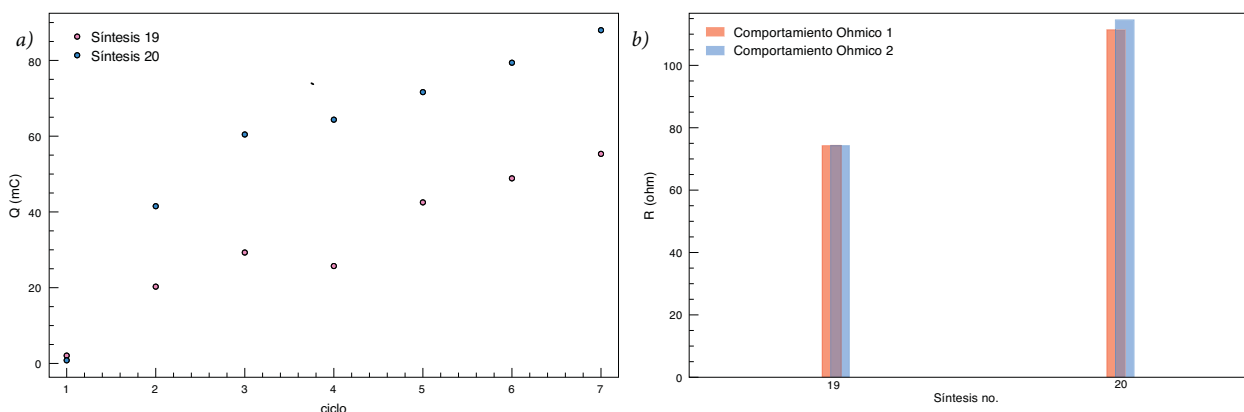 a)
Síntesis 19
Síntesis 20
Q (mC)
80
60
40
20
0
1 2 3 4 5 6 7
ciclo
b)
Comportamiento Ohmico 1
Comportamiento Ohmico 2
R (ohm)
100
80
60
40
20
0
19 20
Síntesis no.